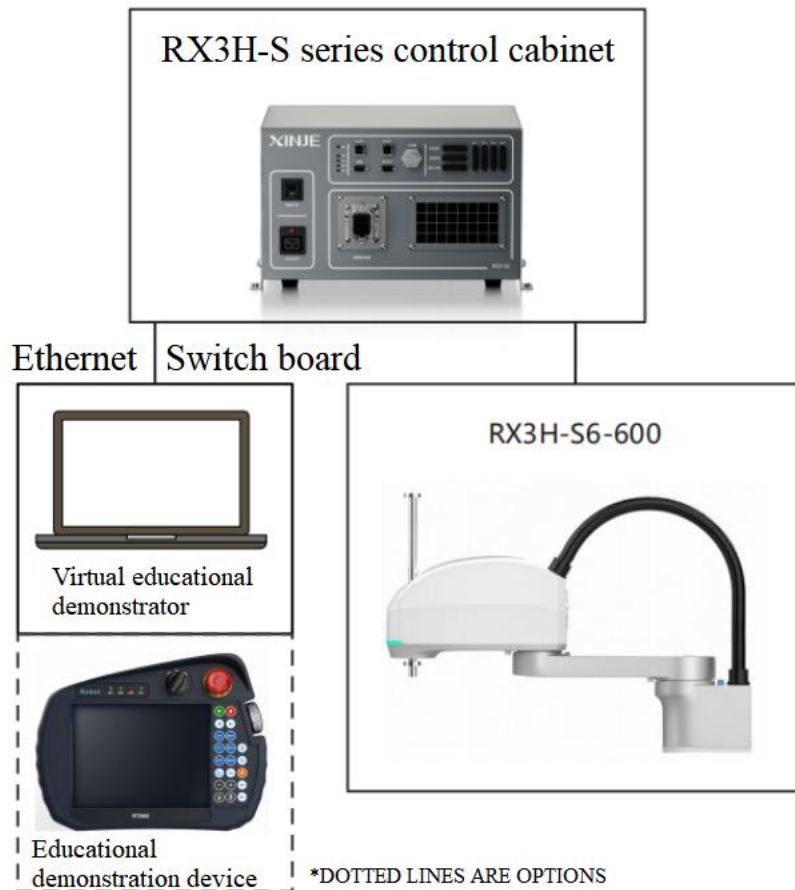 RX3H-S series control cabinet
XINJE
Ethernet
Switch board
RX3H-S6-600
Virtual educational
demonstrator
Robot
Educational
demonstration device
*DOTTED LINES ARE OPTIONS